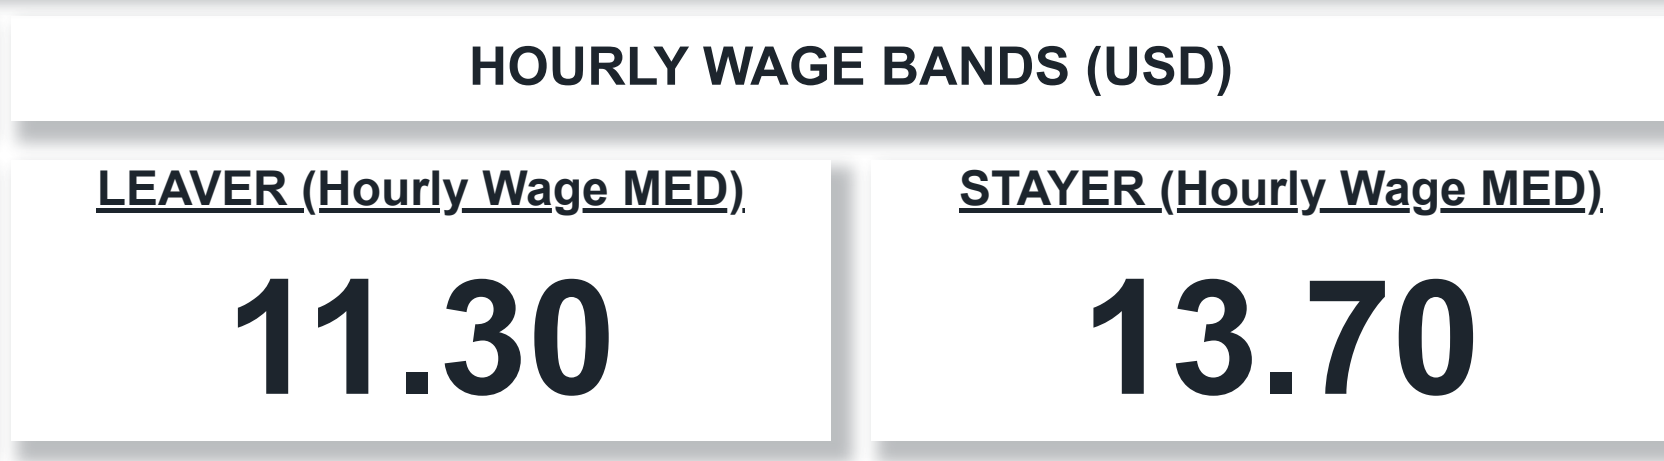 HOURLY WAGE BANDS (USD)
LEAVER (Hourly Wage MED)
STAYER (Hourly Wage MED)
11.30
13.70